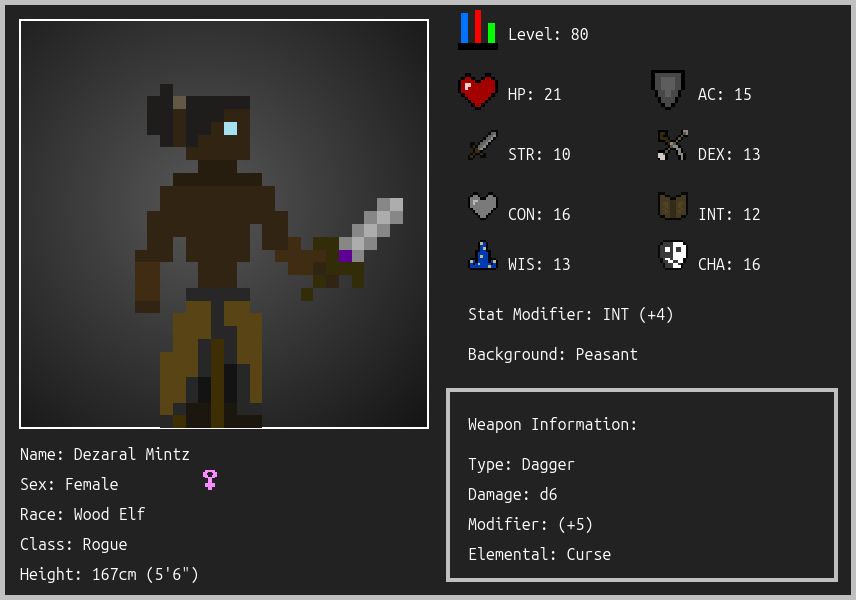 Level: 80
HP: 21
AC: 15
STR: 10
DEX: 13
CON: 16
INT: 12
WIS: 13
CHA: 16
Stat Modifier: INT (+4)
Background: Peasant
Weapon Information:
Type: Dagger
Damage: d6
Modifier: (+5)
Elemental: Curse
Name: Dezaral Mintz
Sex: Female
Race: Wood Elf
Class: Rogue
Height: 167cm (5'6")